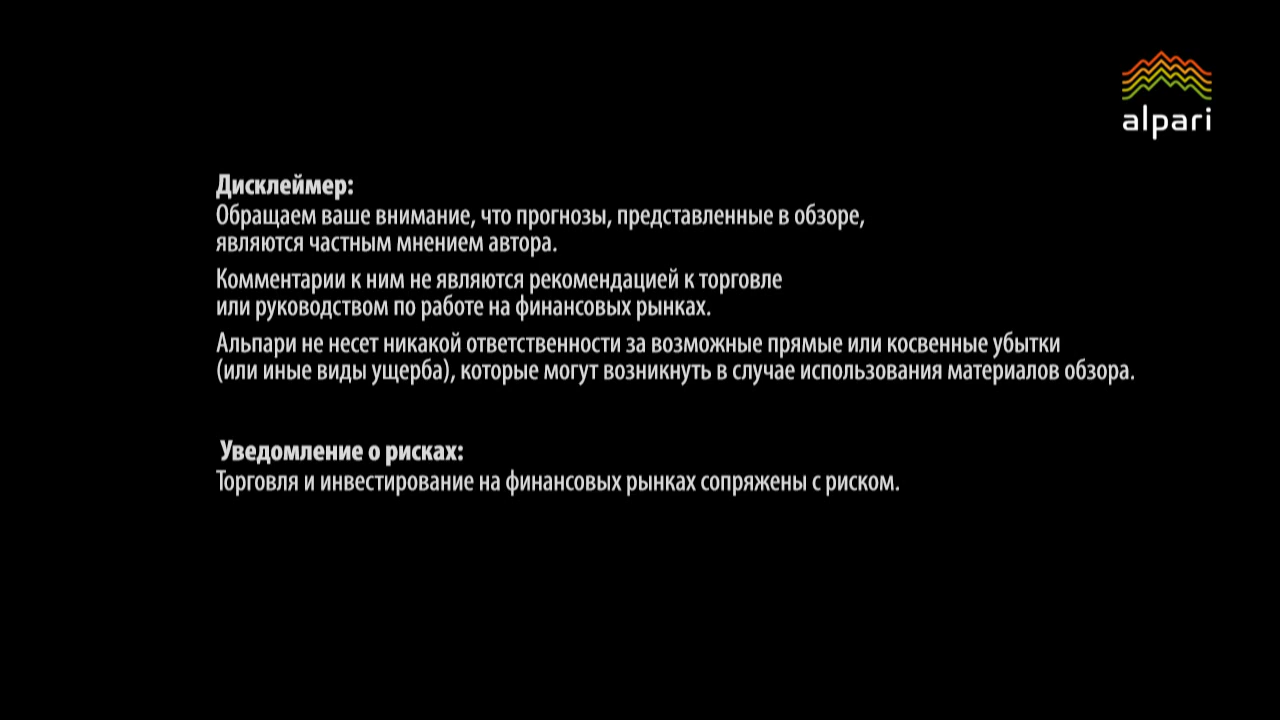 alpari
Дисклеймер:
Обращаем ваше внимание, что прогнозы, представленные в обзоре,
являются частным мнением автора.
Комментарии к ним не являются рекомендацией к торговле
или руководством по работе на финансовых рынках.
Альпари не несет никакой ответственности за возможные прямые или косвенные убытки
(или иные виды ущерба), которые могут возникнуть в случае использования материалов обзора.
Уведомление о рисках:
Торговля и инвестирование на финансовых рынках сопряжены с риском.